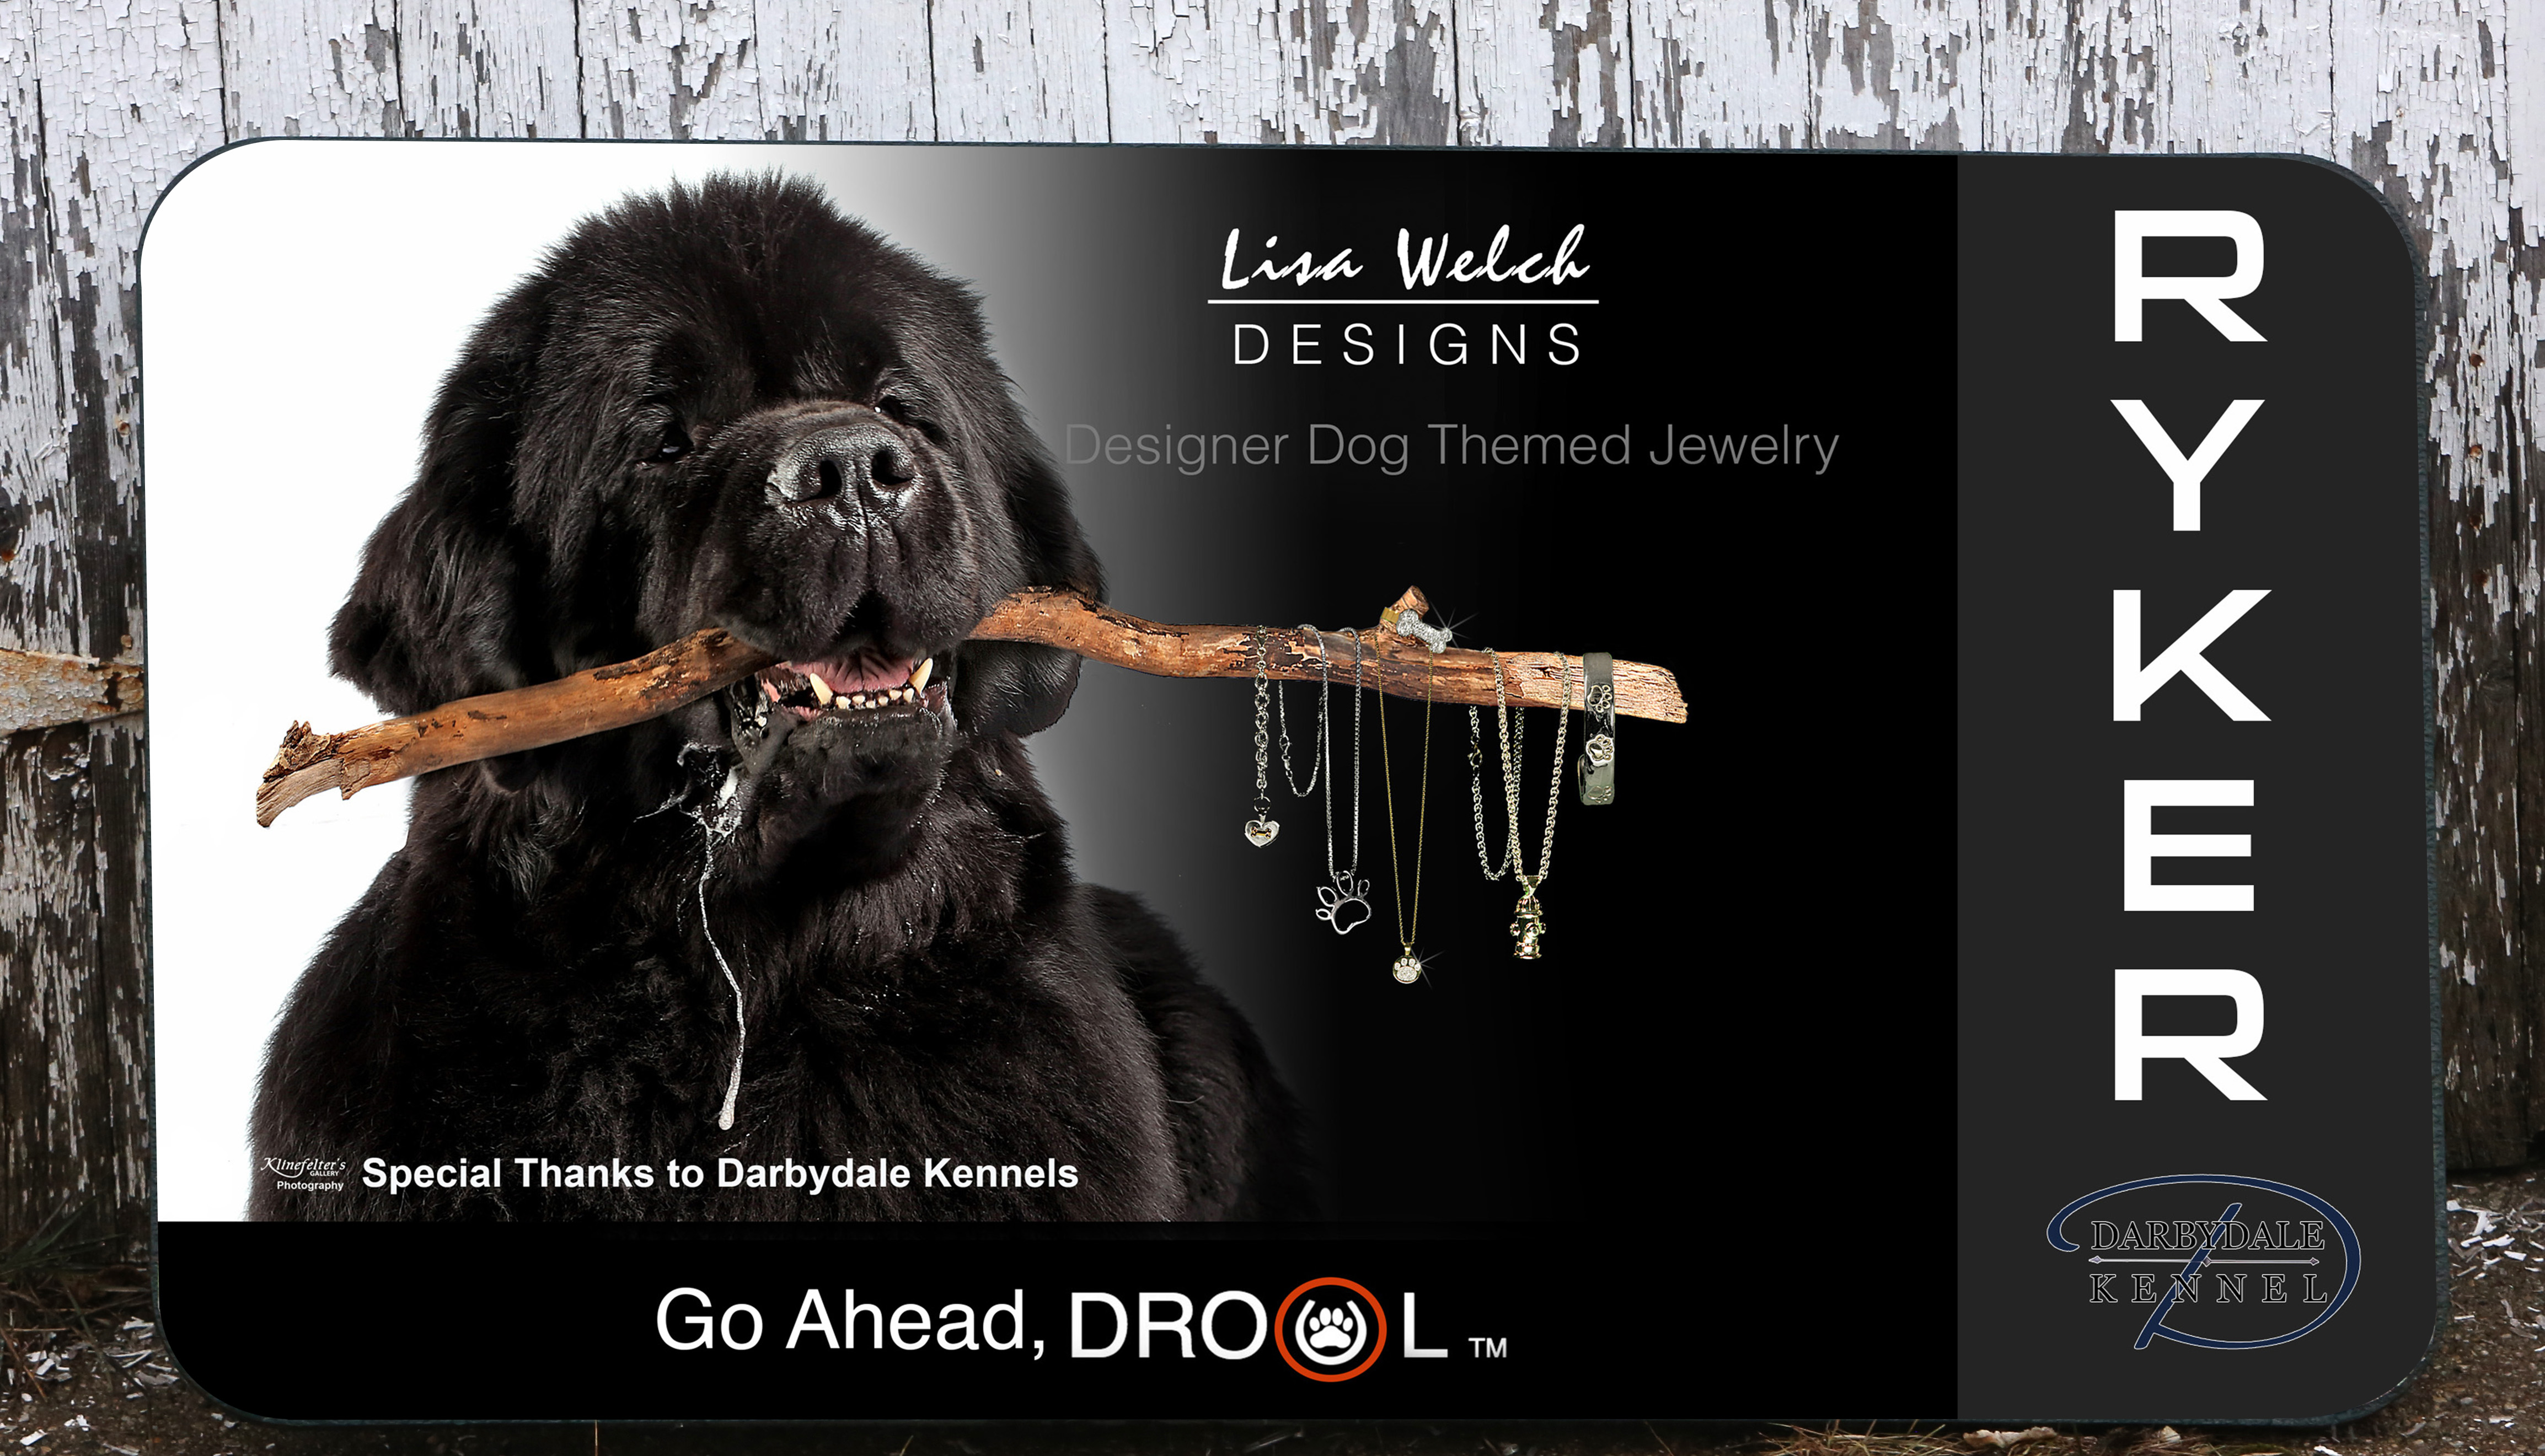 Lisa Welch
DESIGNS
Designer Dog Themed Jewelry
Klinefelter's
GALLERY
Photography
Special Thanks to Darbydale Kennels
Go Ahead, DROOL TM
RYKER
DARBYDALE
KENNEL